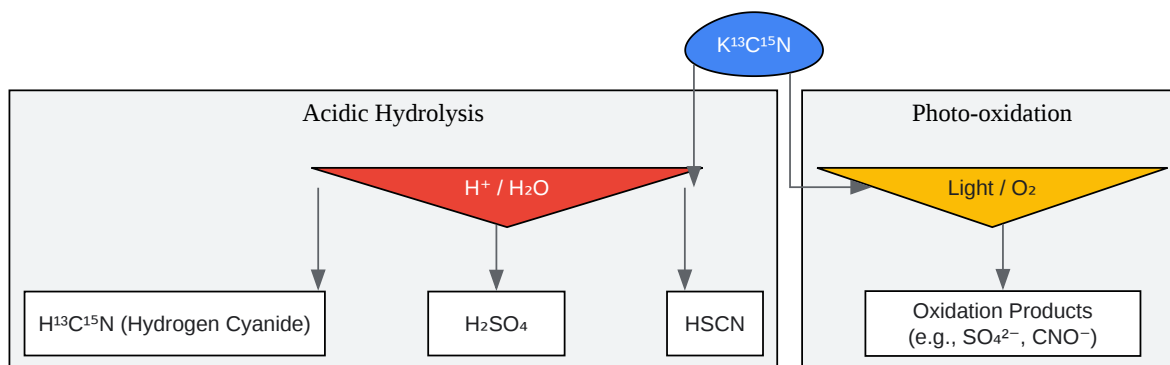 K¹³C¹⁵N
Acidic Hydrolysis
Photo-oxidation
H⁺ / H₂O
Light / O₂
H¹³C¹⁵N (Hydrogen Cyanide)
H₂SO₄
HSCN
Oxidation Products
(e.g., SO₄²⁻, CNO⁻)